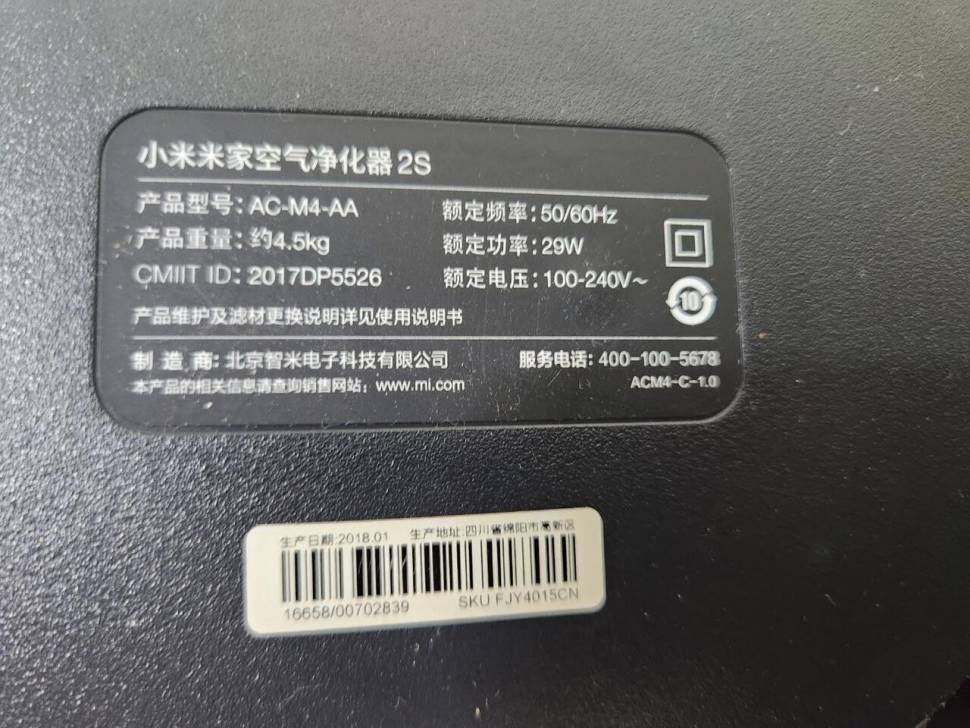 小米米家空气净化器 2S
产品型号: AC-M4-AA 额定频率: 50/60Hz
产品重量: 约4.5kg 额定功率: 29W
CMIIT ID: 2017DP5526 额定电压: 100-240V~
10
产品维护及滤材更换说明详见使用说明书
制 造 商: 北京智米电子科技有限公司 服务电话: 400-100-5678
本产品的相关信息请查询销售网站: www.mi.com ACM4-C-1.0
生产日期:2018.01 生产地址:四川省绵阳市高新区
16658/00702839 SKU FJY4015CN